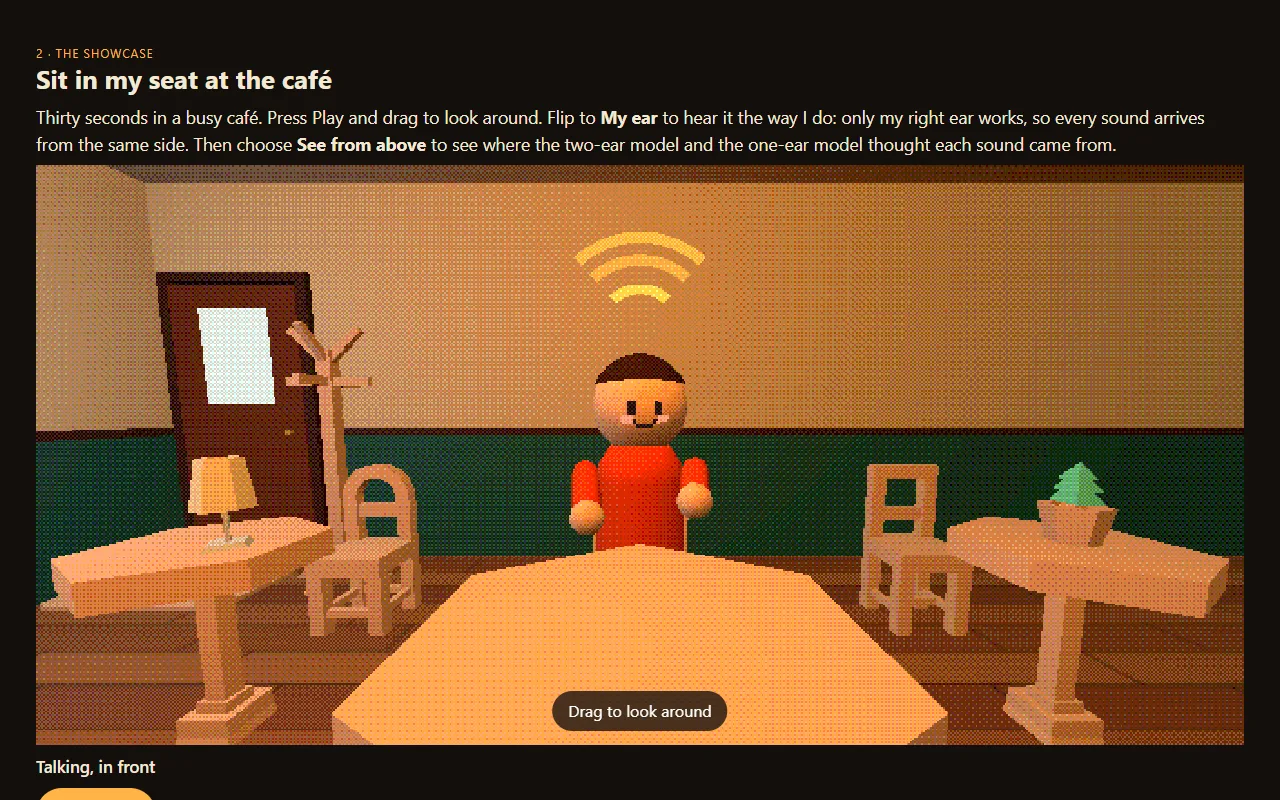 2 · THE SHOWCASE
Sit in my seat at the café
Thirty seconds in a busy café. Press Play and drag to look around. Flip to My ear to hear it the way I do: only my right ear works, so every sound arrives
from the same side. Then choose See from above to see where the two-ear model and the one-ear model thought each sound came from.
Drag to look around
Talking, in front